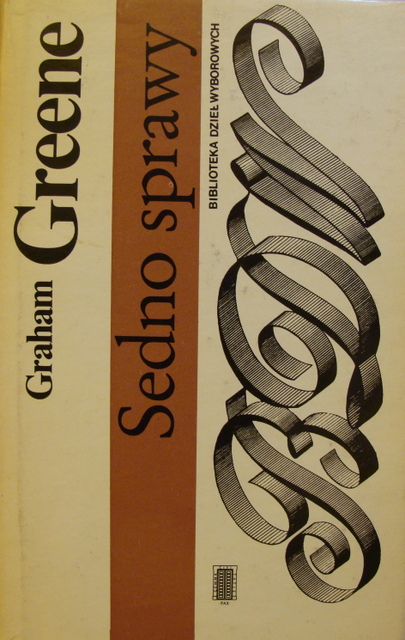 Graham
Greene
Sedno sprawy
BIBLIOTEKA DZIEŁ WYBOROWYCH
PAX